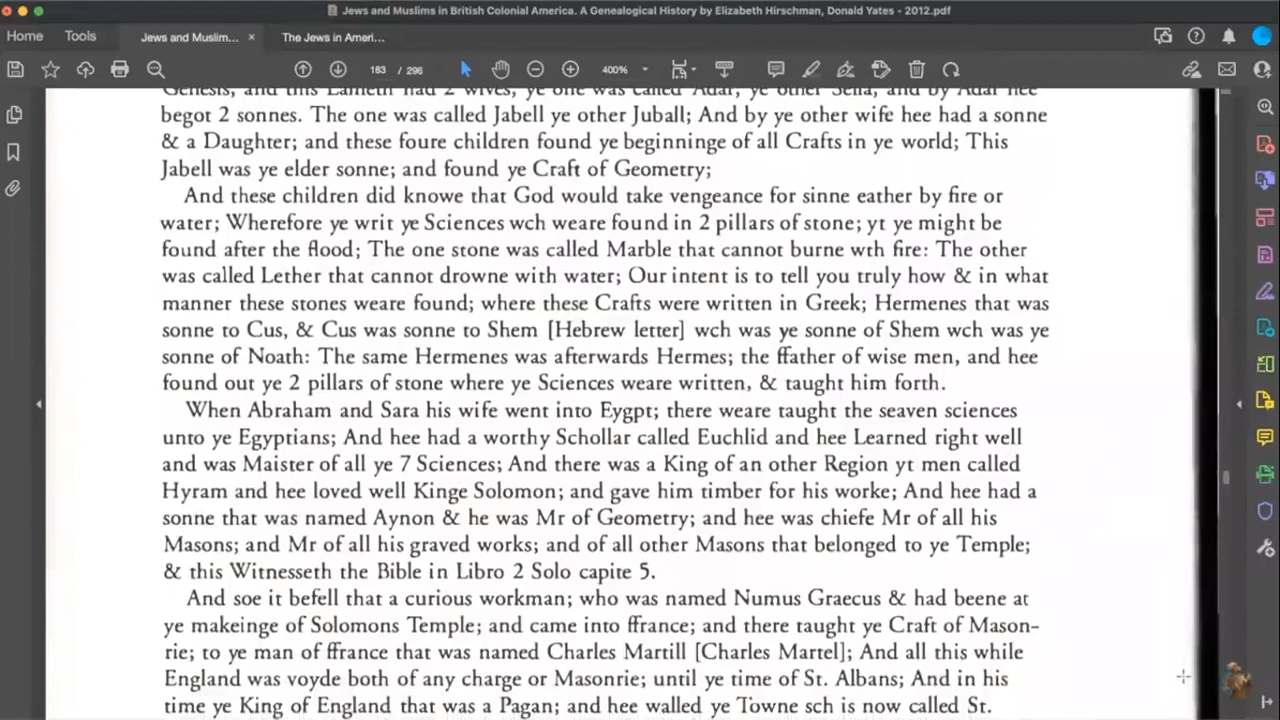 Jews and Muslims in British Colonial America. A Genealogical History by Elizabeth Hirschman, Donald Yates - 2012.pdf
Home Tools Jews and Muslim... × The Jews in Ameri...
183 / 296 400%
Genesis, and this Lameth had 2 wives, ye one was called Adar, ye other Sella, and by Adar hee
begot 2 sonnes. The one was called Jabell ye other Juball; And by ye other wife hee had a sonne
& a Daughter; and these foure children found ye beginninge of all Crafts in ye world; This
Jabell was ye elder sonne; and found ye Craft of Geometry;
And these children did knowe that God would take vengeance for sinne eather by fire or
water; Wherefore ye writ ye Sciences wch weare found in 2 pillars of stone; yt ye might be
found after the flood; The one stone was called Marble that cannot burne wth fire: The other
was called Lether that cannot drowne with water; Our intent is to tell you truly how & in what
manner these stones weare found; where these Crafts were written in Greek; Hermenes that was
sonne to Cus, & Cus was sonne to Shem [Hebrew letter] wch was ye sonne of Shem wch was ye
sonne of Noath: The same Hermenes was afterwards Hermes; the ffather of wise men, and hee
found out ye 2 pillars of stone where ye Sciences weare written, & taught him forth.
When Abraham and Sara his wife went into Eygpt; there weare taught the seaven sciences
unto ye Egyptians; And hee had a worthy Schollar called Euchlid and hee Learned right well
and was Maister of all ye 7 Sciences; And there was a King of an other Region yt men called
Hyram and hee loved well Kinge Solomon; and gave him timber for his worke; And hee had a
sonne that was named Aynon & he was Mr of Geometry; and hee was chiefe Mr of all his
Masons; and Mr of all his graved works; and of all other Masons that belonged to ye Temple;
& this Witnesseth the Bible in Libro 2 Solo capite 5.
And soe it befell that a curious workman; who was named Numus Graecus & had beene at
ye makeinge of Solomons Temple; and came into ffrance; and there taught ye Craft of Mason-
rie; to ye man of ffrance that was named Charles Martill [Charles Martel]; And all this while
England was voyde both of any charge or Masonrie; until ye time of St. Albans; And in his
time ye King of England that was a Pagan; and hee walled ye Towne sch is now called St.